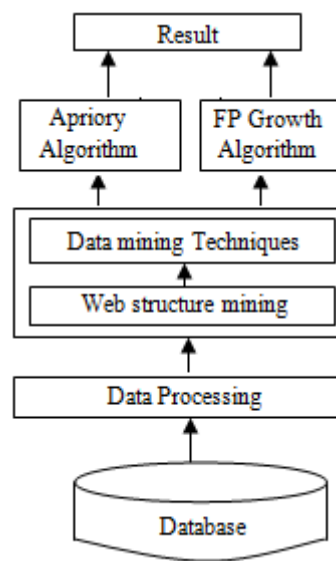 Result
Apriory
Algorithm
FP Growth
Algorithm
Data mining Techniques
Web structure mining
Data Processing
Database